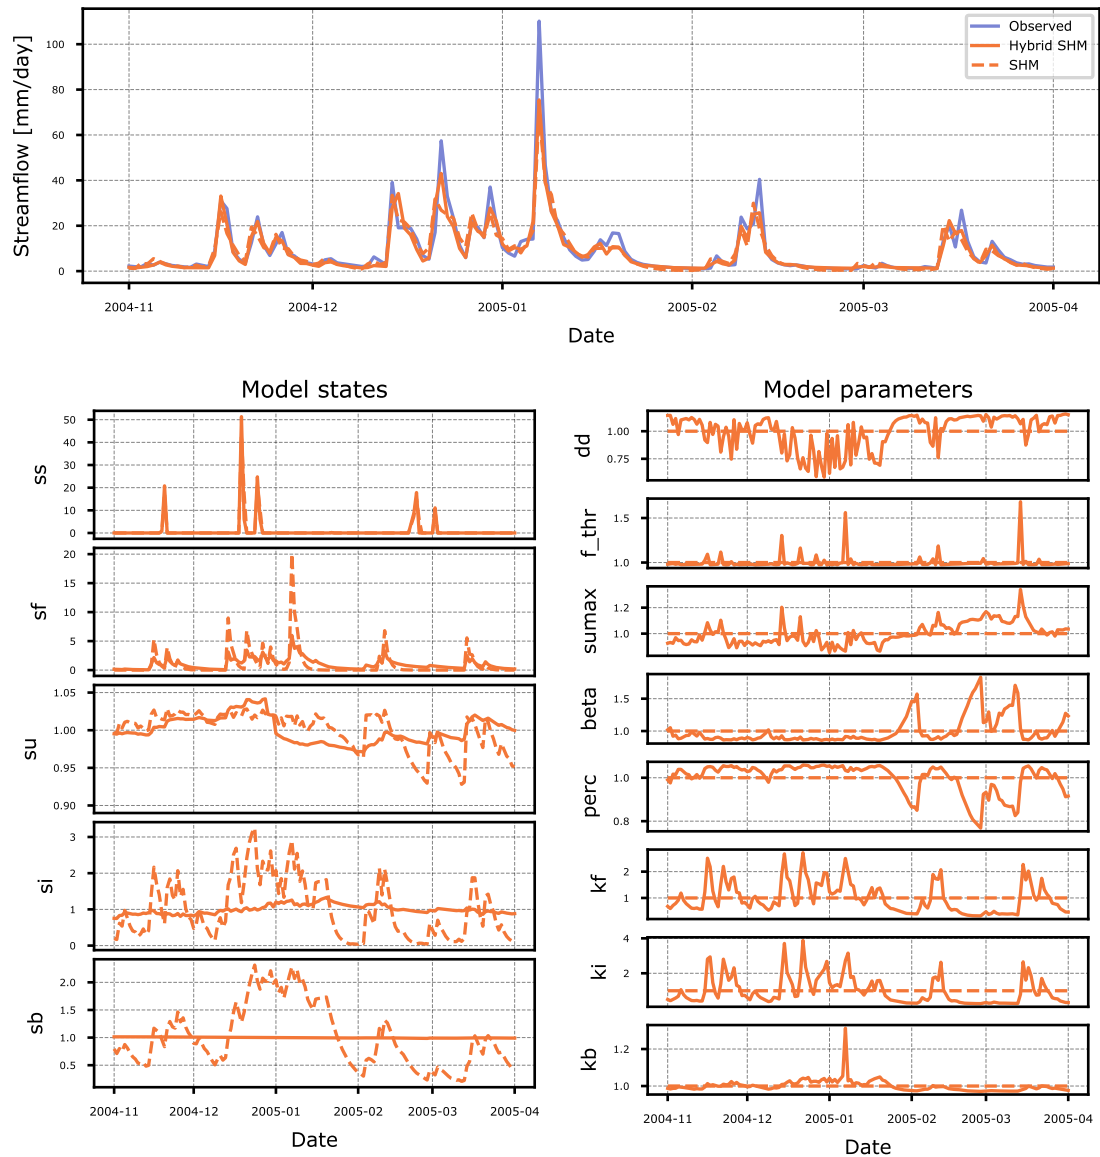 Streamflow [mm/day]
100
80
60
40
20
0
Observed
Hybrid SHM
SHM
2004-11
2004-12
2005-01
2005-02
2005-03
2005-04
Date
Model states
ss
50
40
30
20
10
0
sf
20
15
10
5
0
su
1.05
1.00
0.95
0.90
si
3
2
1
0
sb
2.0
1.5
1.0
0.5
2004-11
2004-12
2005-01
2005-02
2005-03
2005-04
Date
Model parameters
dd
1.00
0.75
f_thr
1.5
1.0
sumax
1.2
1.0
beta
1.5
1.0
perc
1.0
0.8
kf
2
1
ki
4
2
kb
1.2
1.0
2004-11
2004-12
2005-01
2005-02
2005-03
2005-04
Date